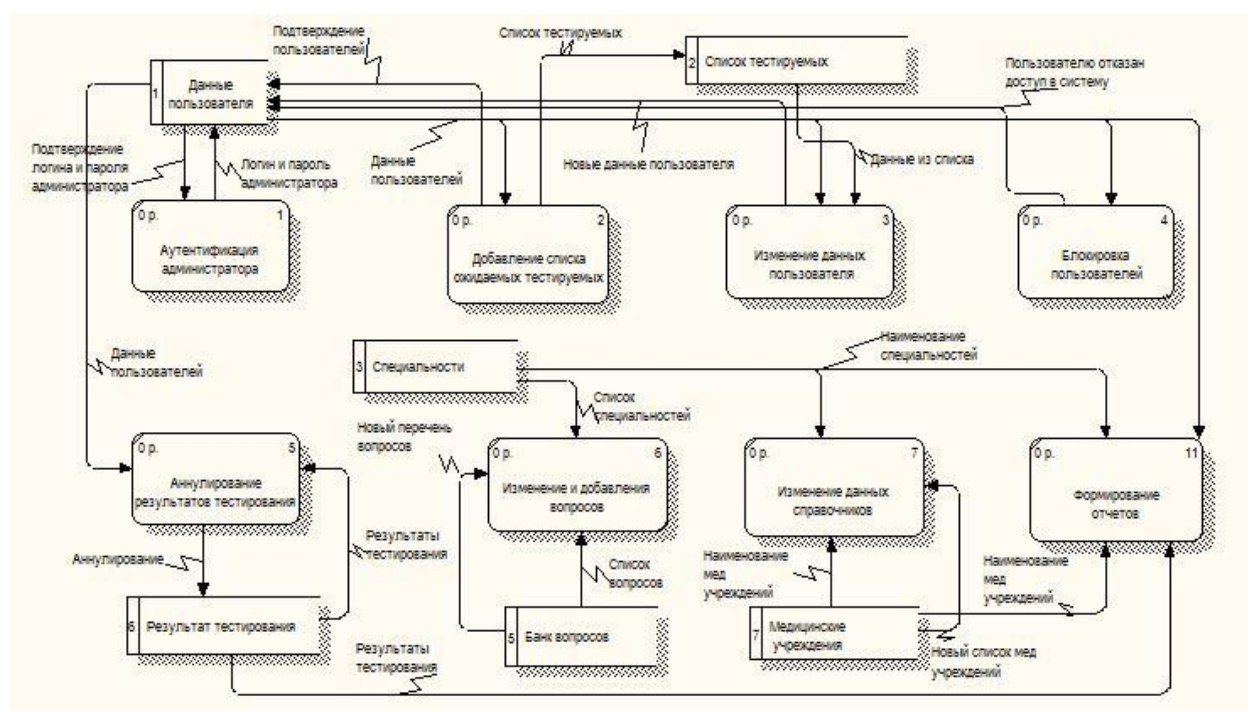 Подтверждение
пользователей
Список тестируемых
1
Данные
пользователя
2
Список тестируемых
Пользователю отказан
доступ в систему
Подтверждение
логина и пароля
администратора
Логин и пароль
администратора
Данные
пользователей
Новые данные пользователя
Данные из списка
0 р.
1
Аутентификация
администратора
0 р.
2
Добавление списка
ожидаемых тестируемых
0 р.
3
Изменение данных
пользователя
0 р.
4
Блокировка
пользователей
Данные
пользователей
3
Специальности
Наименование
специальностей
Список
специальностей
Новый перечень
вопросов
0 р.
5
Аннулирование
результатов тестирования
0 р.
6
Изменение и добавления
вопросов
0 р.
7
Изменение данных
справочников
0 р.
11
Формирование
отчетов
Аннулирование
Результаты
тестирования
Список
вопросов
Наименование
мед
учреждений
Наименование
мед
учреждений
6
Результат тестирования
5
Банк вопросов
7
Медицинские
учреждения
Результаты
тестирования
Новый список мед
учреждений